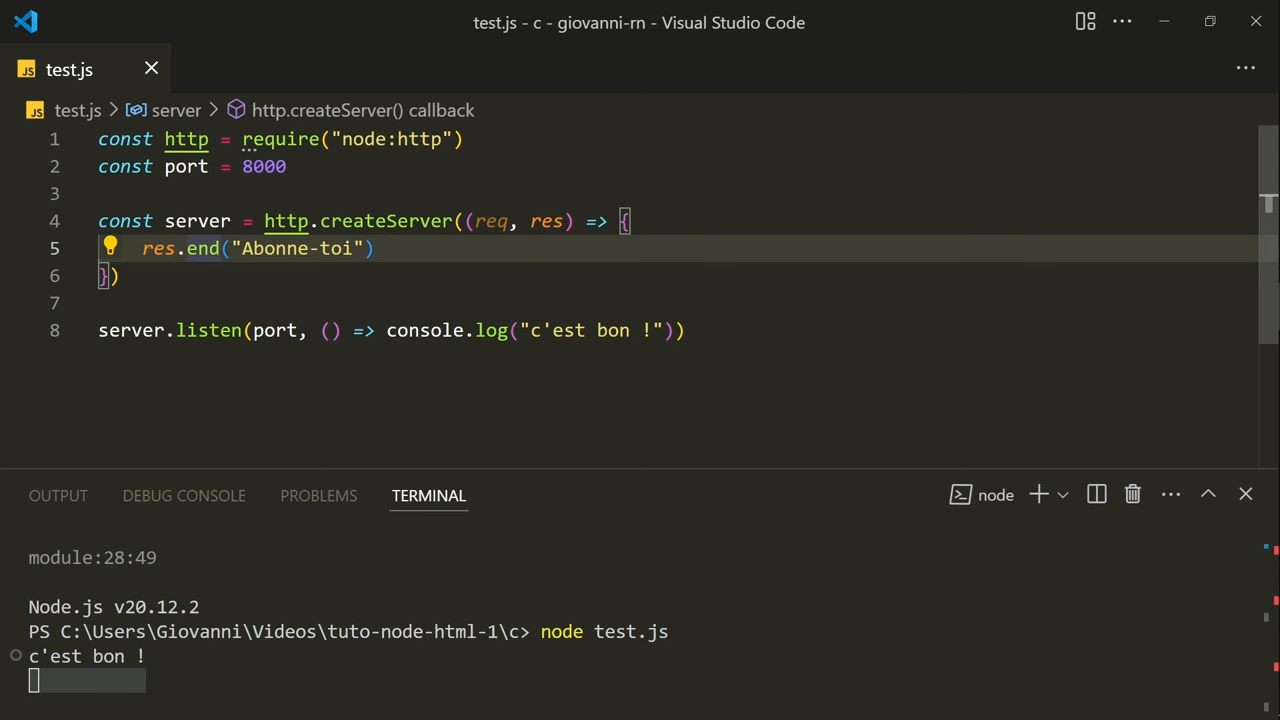 test.js - c - giovanni-rn - Visual Studio Code
JS test.js
JS test.js > server > http.createServer() callback
1 const http = require("node:http")
2 const port = 8000
3
4 const server = http.createServer((req, res) => {
5 res.end("Abonne-toi")
6 })
7
8 server.listen(port, () => console.log("c'est bon !"))
OUTPUT DEBUG CONSOLE PROBLEMS TERMINAL node
module:28:49
Node.js v20.12.2
PS C:\Users\Giovanni\Videos\tuto-node-html-1\c> node test.js
c'est bon !